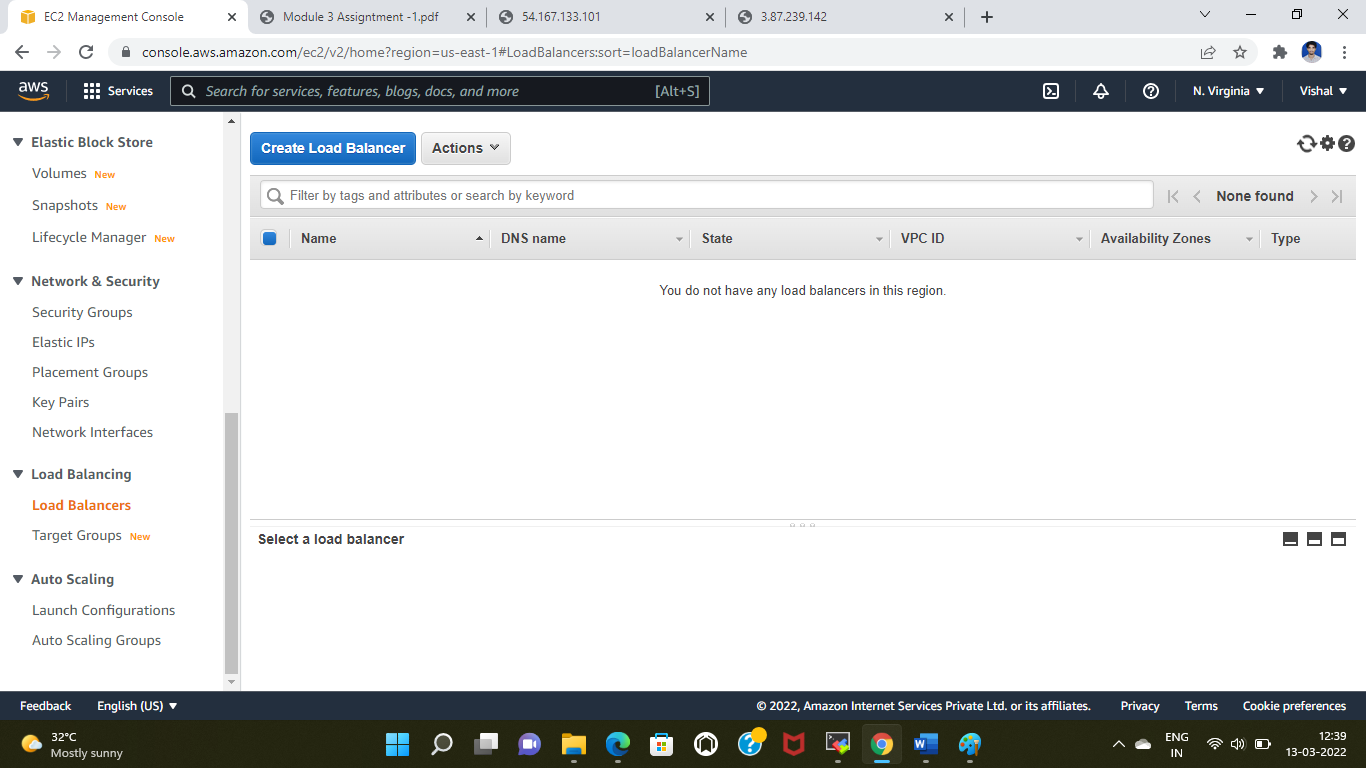 EC2 Management Console
Module 3 Assigntment -1.pdf
54.167.133.101
3.87.239.142
console.aws.amazon.com/ec2/v2/home?region=us-east-1#LoadBalancers:sort=loadBalancerName
aws
Services
Search for services, features, blogs, docs, and more
[Alt+S]
N. Virginia
Vishal
Elastic Block Store
Volumes New
Snapshots New
Lifecycle Manager New
Network & Security
Security Groups
Elastic IPs
Placement Groups
Key Pairs
Network Interfaces
Load Balancing
Load Balancers
Target Groups New
Auto Scaling
Launch Configurations
Auto Scaling Groups
Create Load Balancer
Actions
Filter by tags and attributes or search by keyword
None found
Name
DNS name
State
VPC ID
Availability Zones
Type
You do not have any load balancers in this region.
Select a load balancer
Feedback
English (US)
© 2022, Amazon Internet Services Private Ltd. or its affiliates.
Privacy
Terms
Cookie preferences
32°C
Mostly sunny
ENG
IN
12:39
13-03-2022